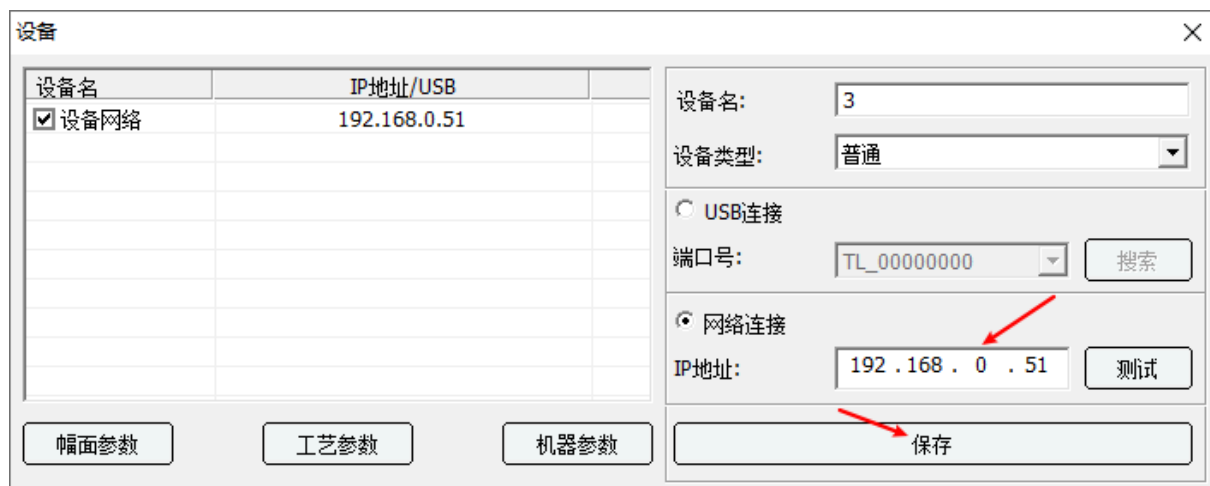 设备
设备名 IP地址/USB
设备网络 192.168.0.51
幅面参数 工艺参数 机器参数
设备名: 3
设备类型: 普通
USB连接
端口号: TL_00000000 搜索
网络连接
IP地址: 192 . 168 . 0 . 51 测试
保存